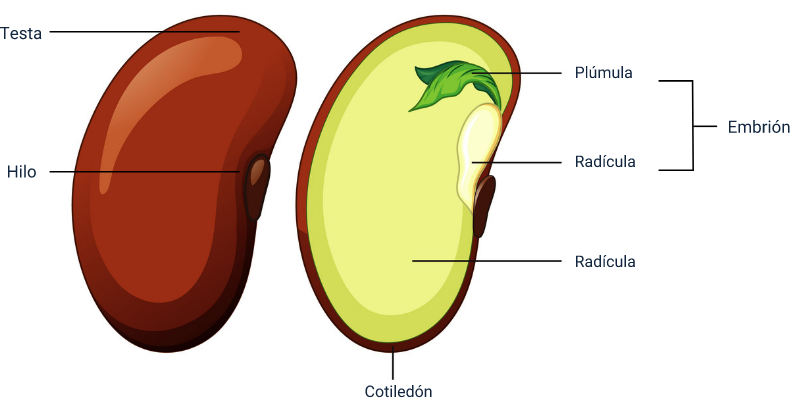 Testa
Hilo
Plúmula
Radícula
Embrión
Radícula
Cotiledón